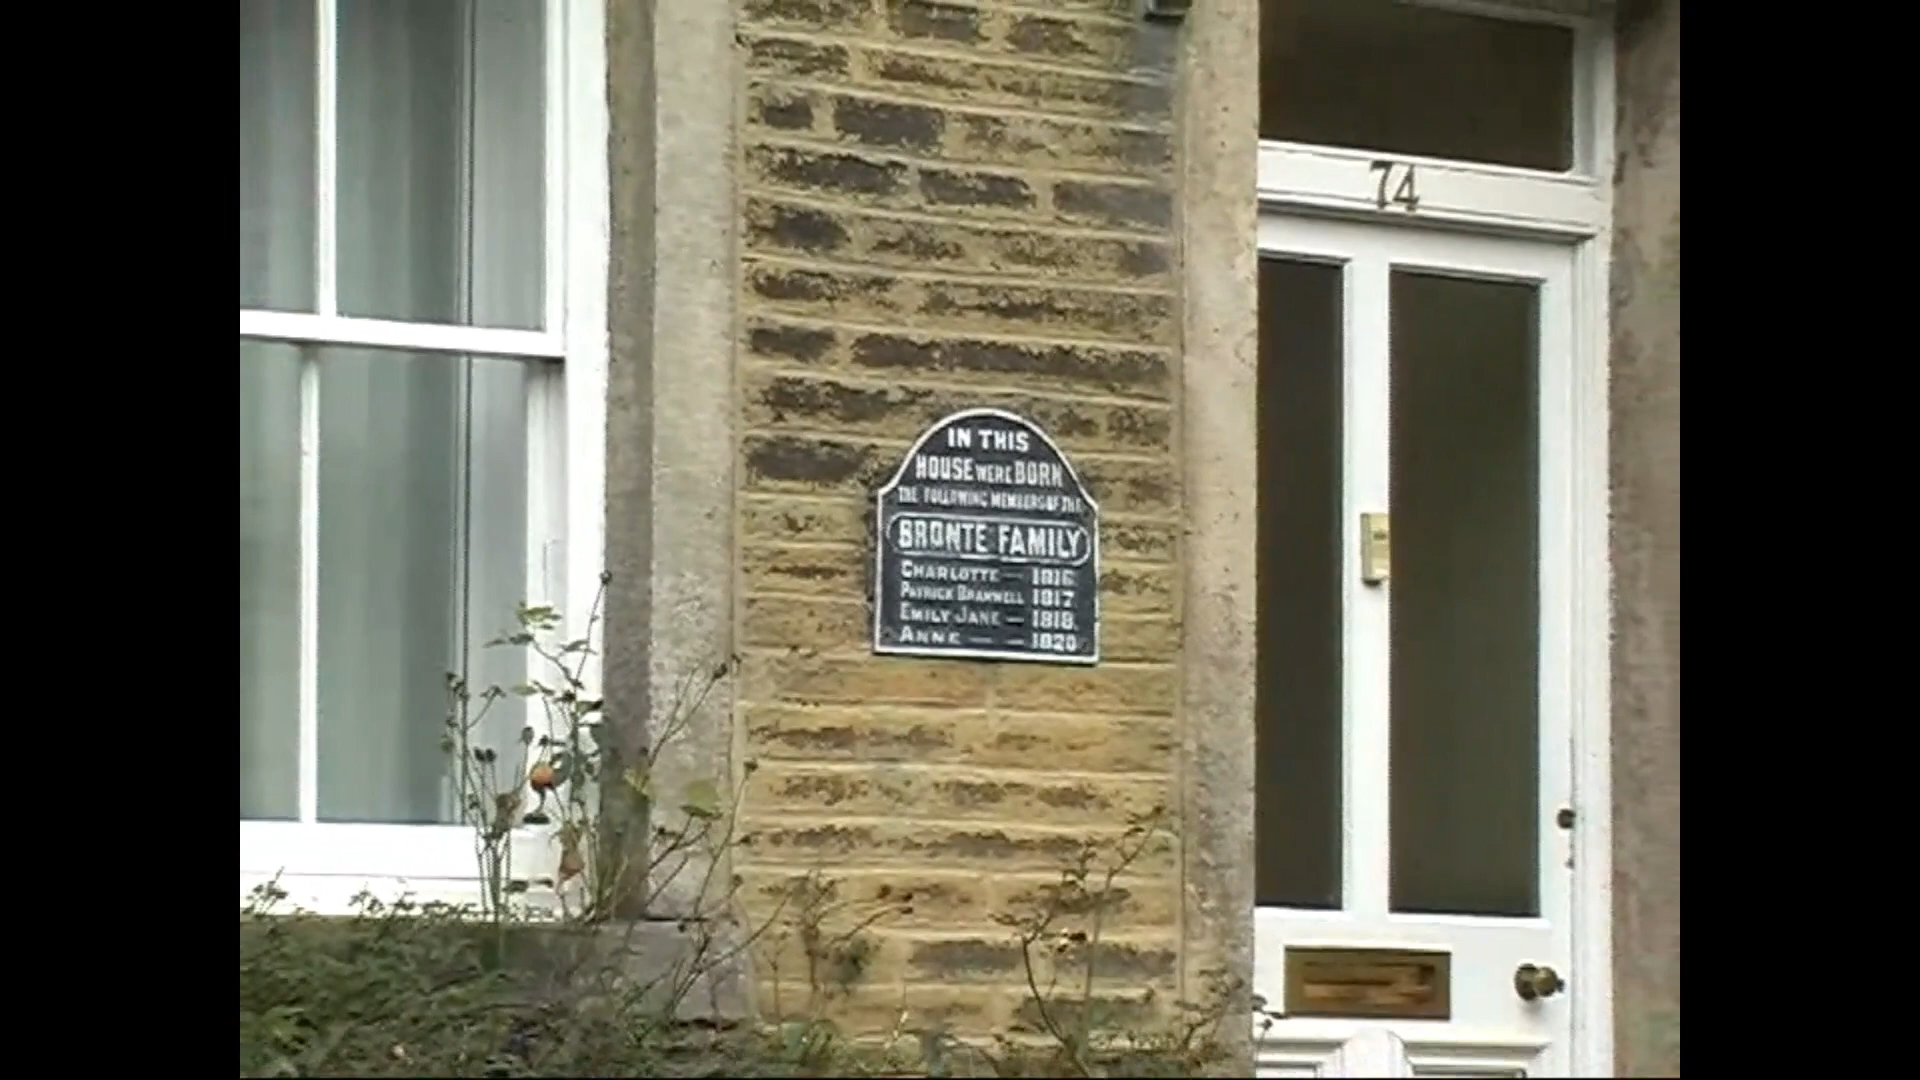 74
IN THIS
HOUSE WERE BORN
THE FOLLOWING MEMBERS OF THE
BRONTE FAMILY
CHARLOTTE — 1816
PATRICK BRANWELL 1817
EMILY JANE — 1818
ANNE — — 1820